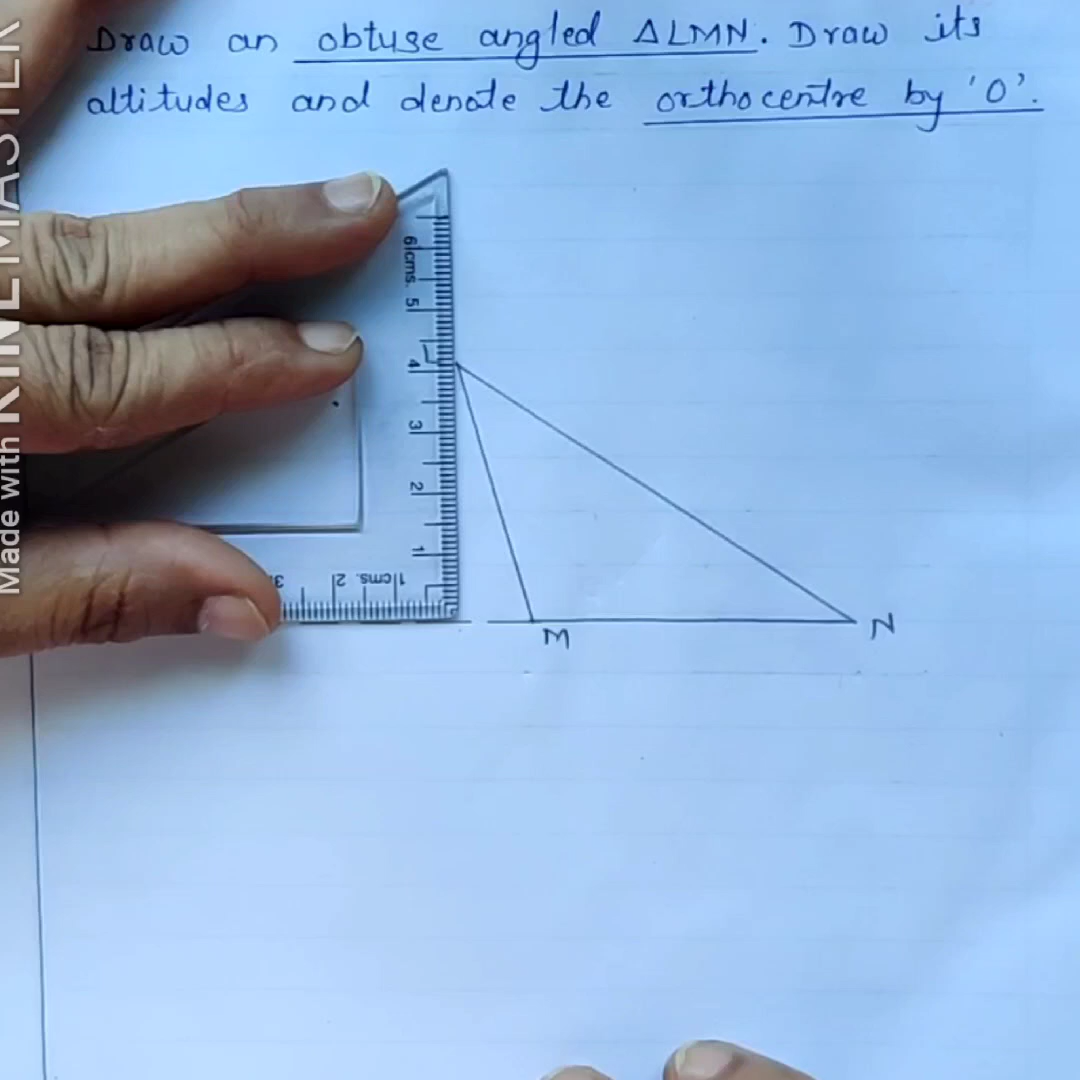 Draw an obtuse angled ΔLMN. Draw its
altitudes and denote the orthocentre by 'O'.
6 cms. 5 4 3 2 1
L
3 2 cms. 1
M
N
Made with KINEMASTER